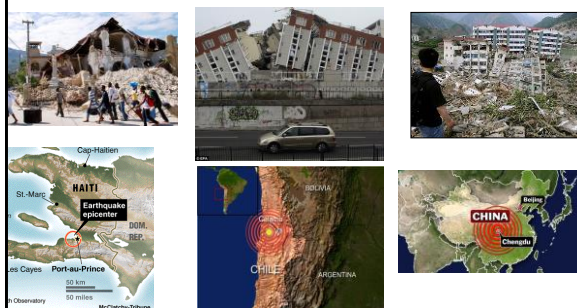 Cap-Haitien
St.-Marc
HAITI
Earthquake
epicenter
DOM.
REP.
Les Cayes
Port-au-Prince
50 km
50 miles
McClatchy-Tribune
BOLIVIA
CHILE
ARGENTINA
Beijing
CHINA
Chengdu